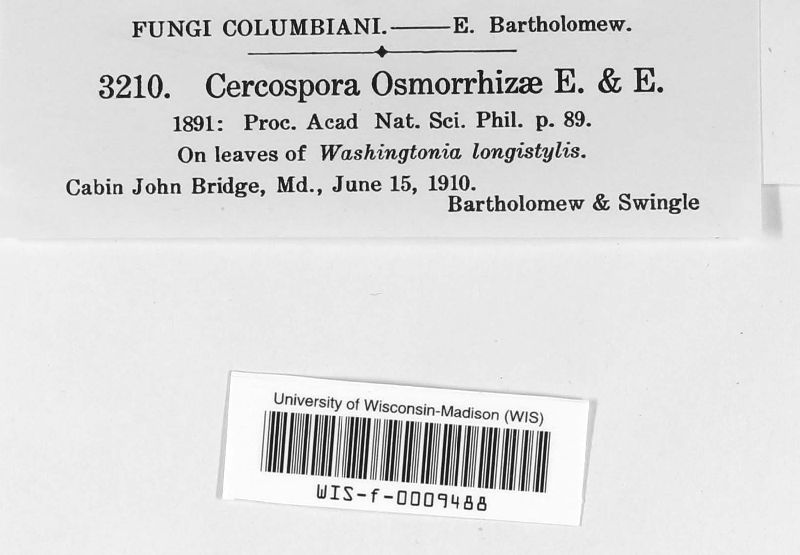 FUNGI COLUMBIANI.——E. Bartholomew.
3210. Cercospora Osmorrhizæ E. & E.
1891: Proc. Acad Nat. Sci. Phil. p. 89.
On leaves of Washingtonia longistylis.
Cabin John Bridge, Md., June 15, 1910.
Bartholomew & Swingle
University of Wisconsin-Madison (WIS)
WIS-f-0009488